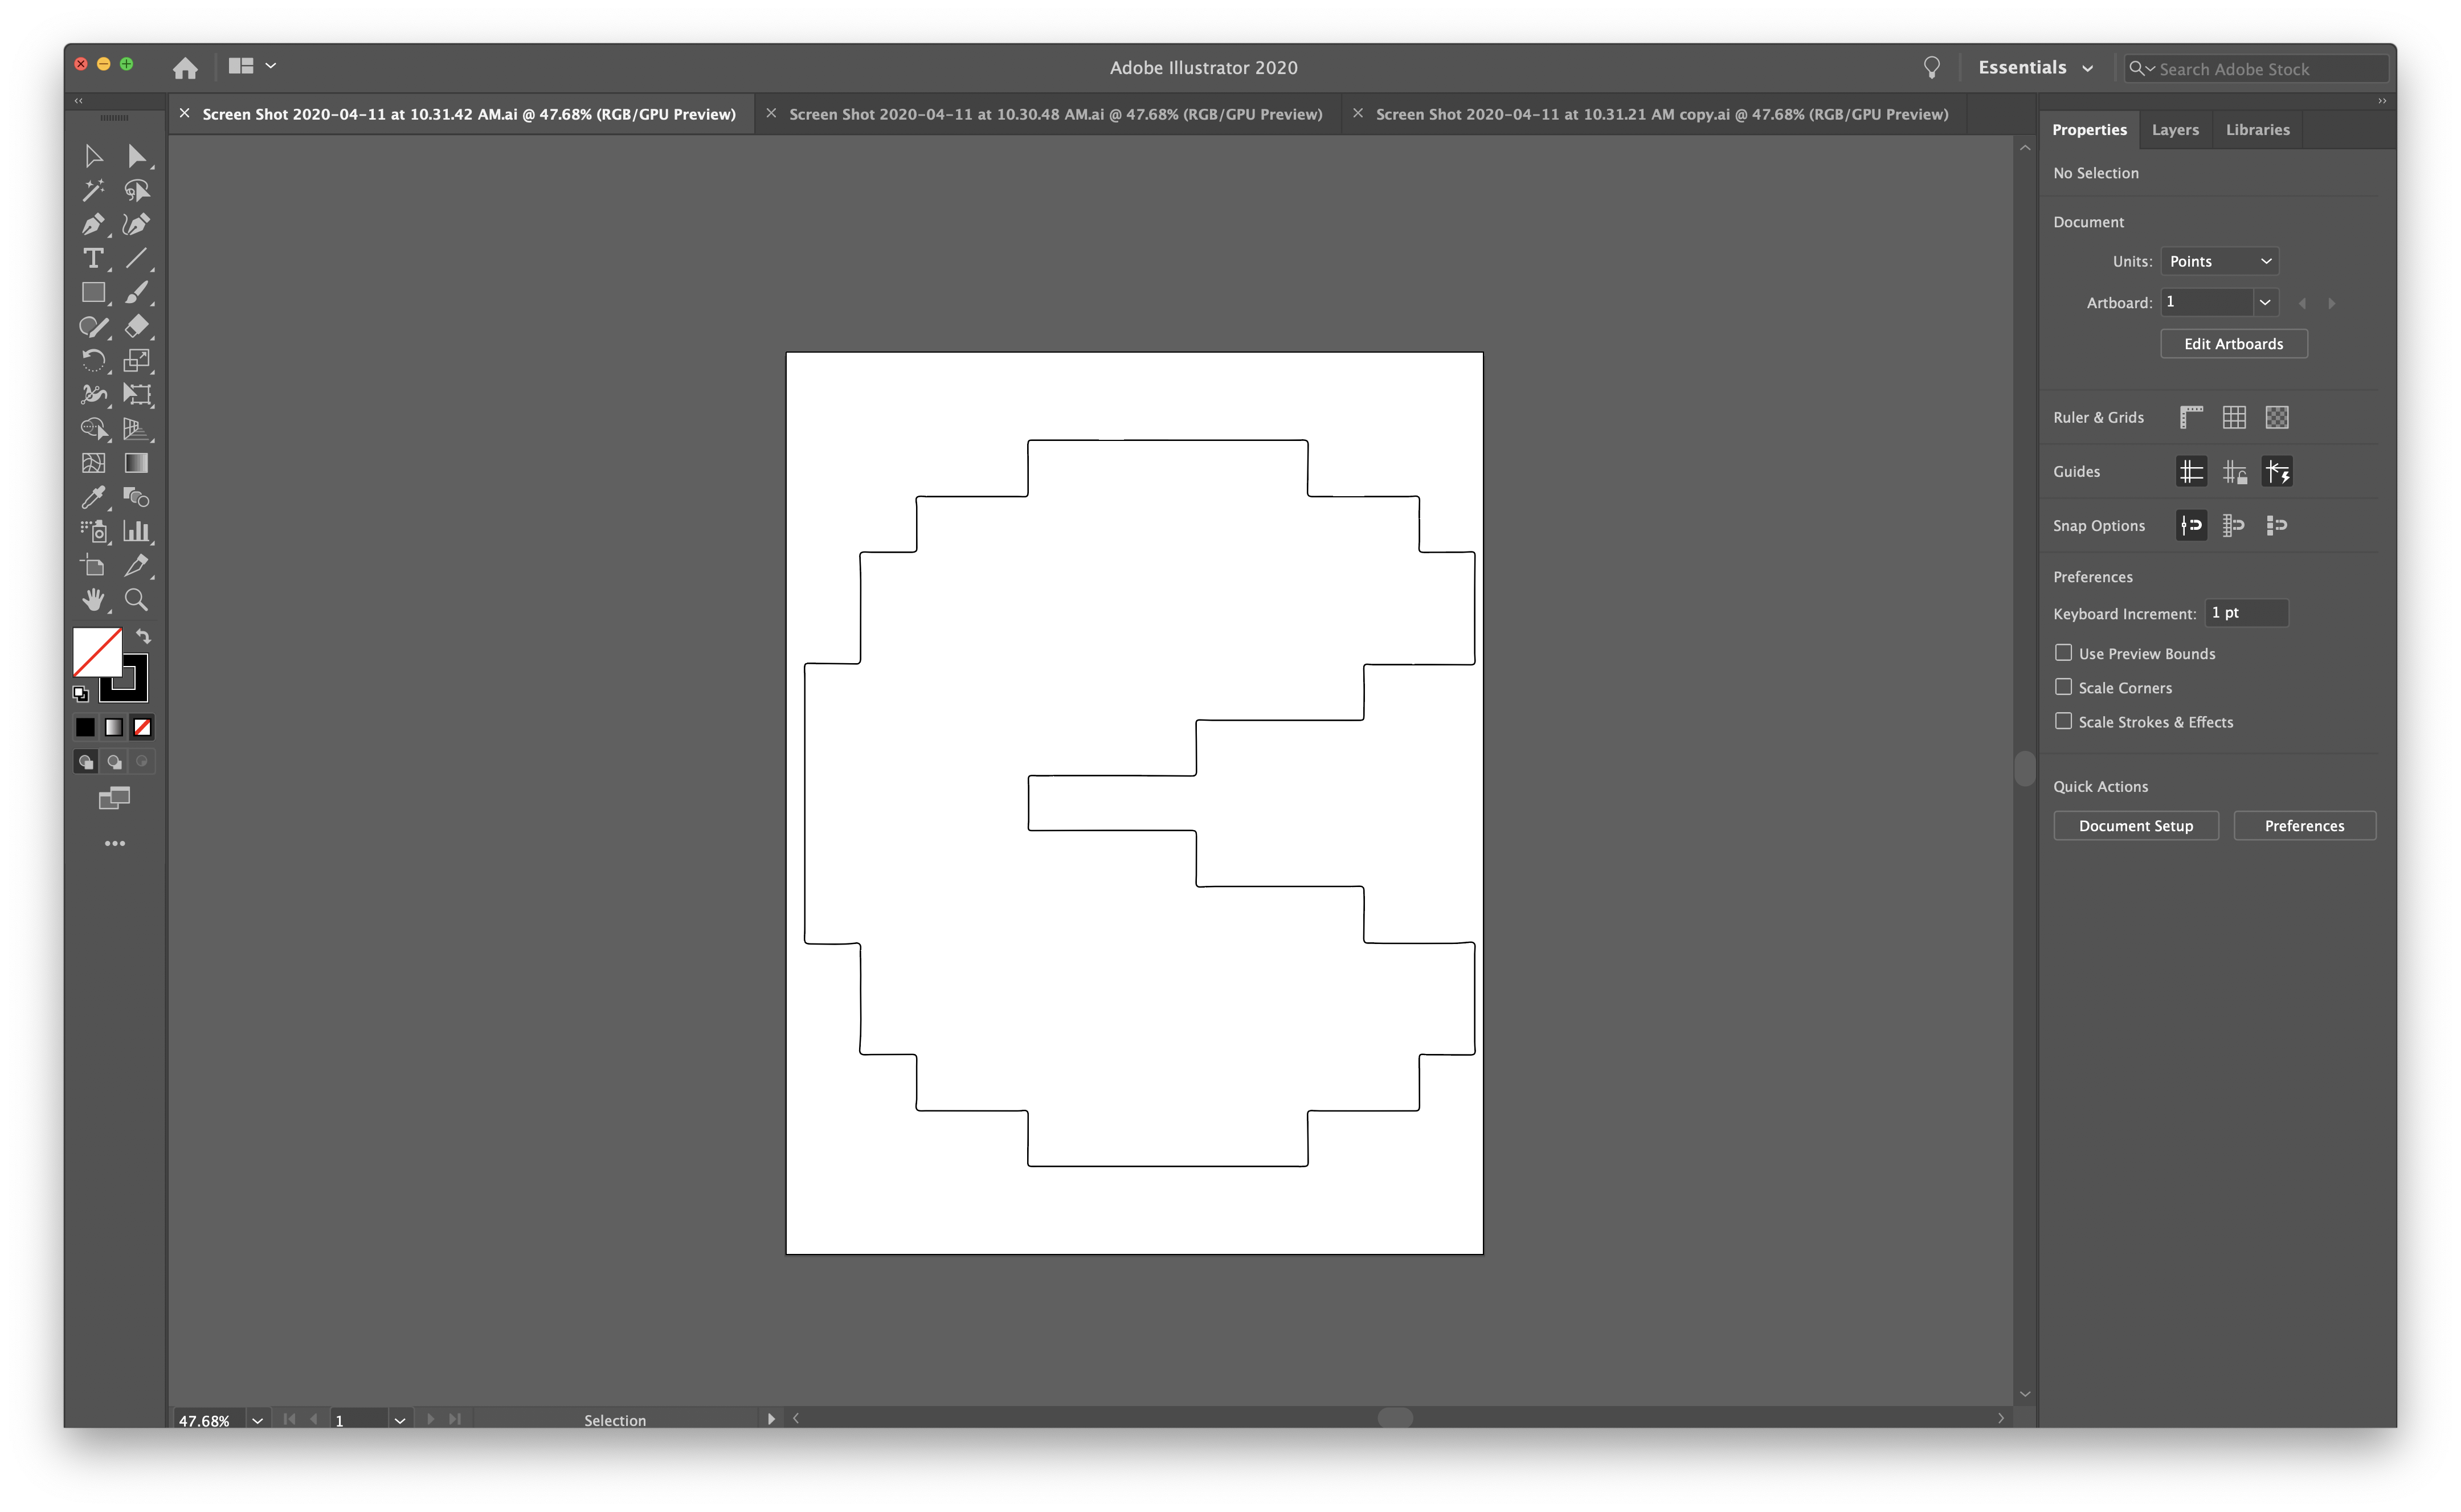 Adobe Illustrator 2020
Essentials
Search Adobe Stock
Screen Shot 2020-04-11 at 10.31.42 AM.ai @ 47.68% (RGB/GPU Preview)
Screen Shot 2020-04-11 at 10.30.48 AM.ai @ 47.68% (RGB/GPU Preview)
Screen Shot 2020-04-11 at 10.31.21 AM copy.ai @ 47.68% (RGB/GPU Preview)
Properties
Layers
Libraries
No Selection
Document
Units: Points
Artboard: 1
Edit Artboards
Ruler & Grids
Guides
Snap Options
Preferences
Keyboard Increment: 1 pt
Use Preview Bounds
Scale Corners
Scale Strokes & Effects
Quick Actions
Document Setup
Preferences
47.68%
1
Selection